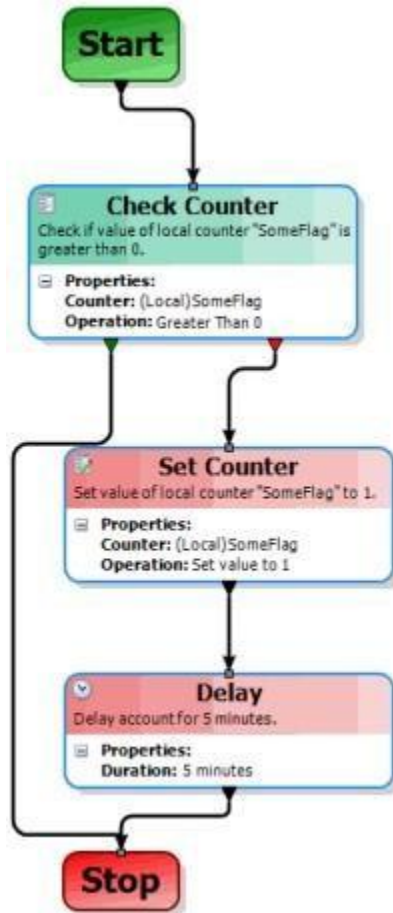 Start
Check Counter
Check if value of local counter "SomeFlag" is
greater than 0.
Properties:
Counter: (Local)SomeFlag
Operation: Greater Than 0
Set Counter
Set value of local counter "SomeFlag" to 1.
Properties:
Counter: (Local)SomeFlag
Operation: Set value to 1
Delay
Delay account for 5 minutes.
Properties:
Duration: 5 minutes
Stop